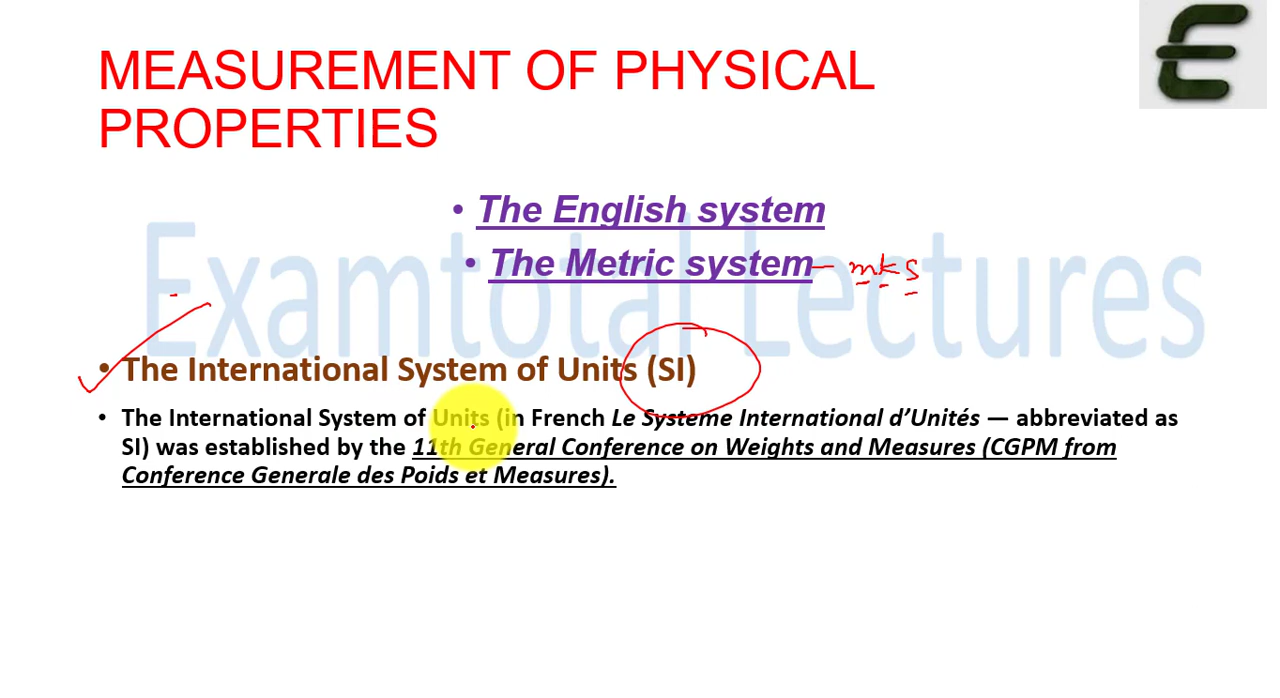 MEASUREMENT OF PHYSICAL
PROPERTIES
E
• The English system
• The Metric system — mks
Examtotal Lectures
• The International System of Units (SI)
• The International System of Units (in French Le Systeme International d’Unités — abbreviated as
SI) was established by the 11th General Conference on Weights and Measures (CGPM from
Conference Generale des Poids et Measures).